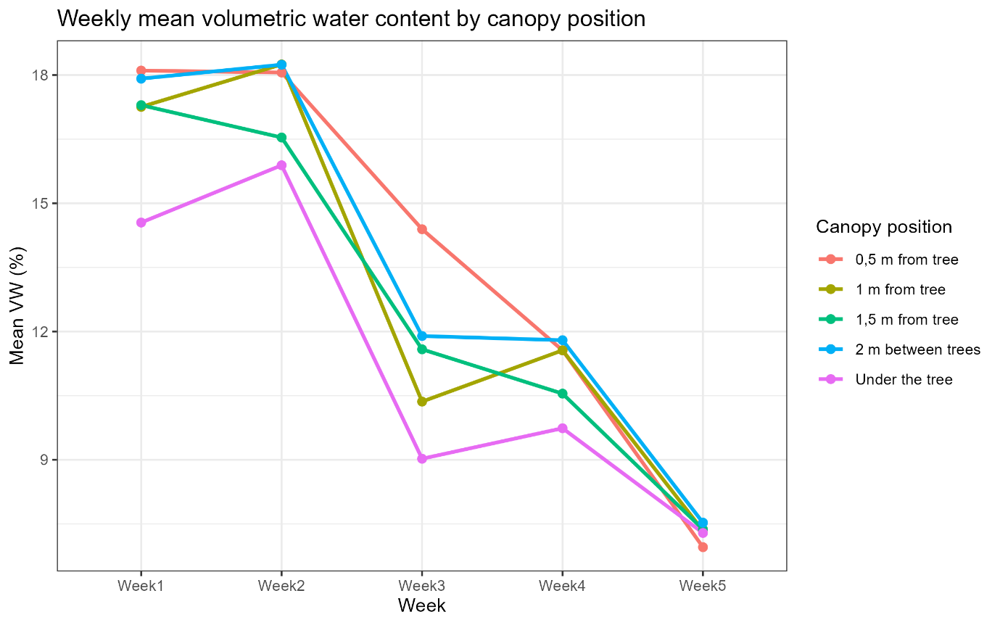 Weekly mean volumetric water content by canopy position
Mean VW (%)
18
15
12
9
Week1 Week2 Week3 Week4 Week5
Week
Canopy position
0,5 m from tree
1 m from tree
1,5 m from tree
2 m between trees
Under the tree